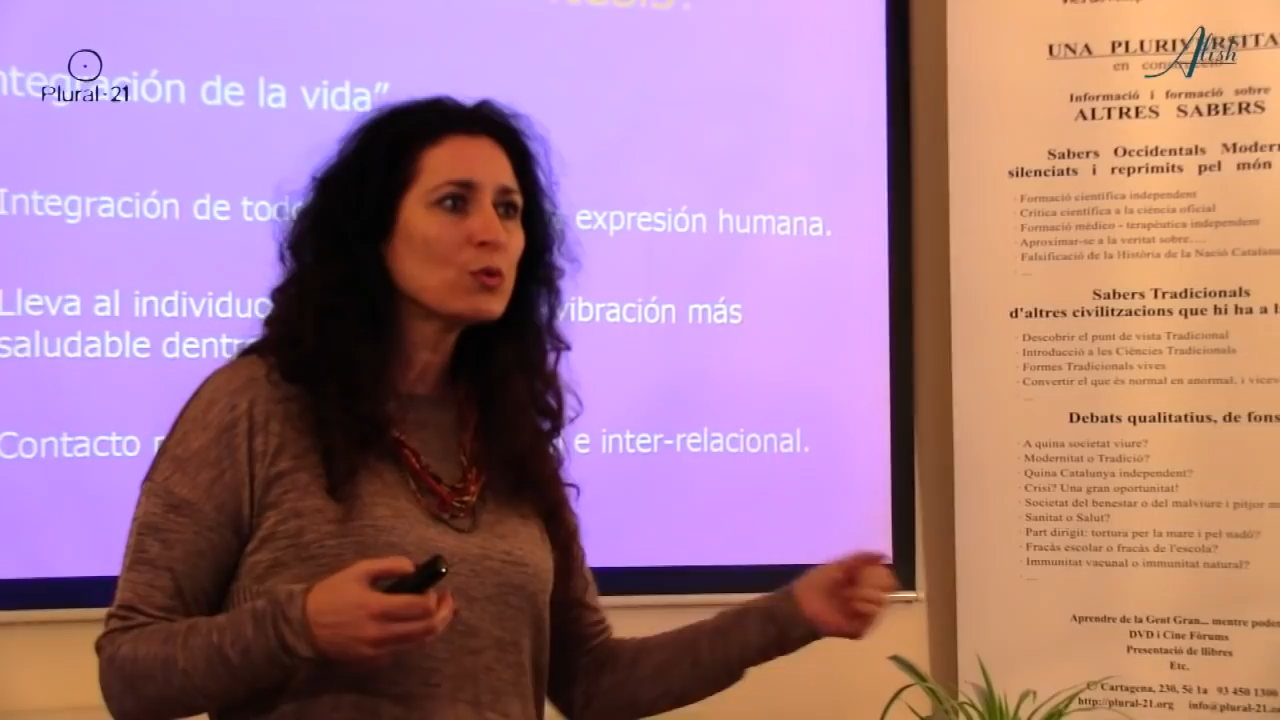 Plural·21
ntegración de la vida”
Integración de todo expresión humana.
Lleva al individuo vibración más
saludable dentr
Contacto e inter-relacional.
Alish
UNA PLURIVERSITA
en construcció
Informació i formació sobre
ALTRES SABERS
Sabers Occidentals Modern
silenciats i reprimits pel món
· Formació científica independent
· Crítica científica a la ciència oficial
· Formació mèdico - terapèutica independent
· Aproximar-se a la veritat sobre.....
· Falsificació de la Història de la Nació Catalana
...
Sabers Tradicionals
d'altres civilitzacions que hi ha a l
· Descobrir el punt de vista Tradicional
· Introducció a les Ciències Tradicionals
· Formes Tradicionals vives
· Convertir el que és normal en anormal, i vices
...
Debats qualitatius, de fons
· A quina societat viure?
· Modernitat o Tradició?
· Quina Catalunya independent?
· Crisi? Una gran oportunitat!
· Societat del benestar o del malviure i pitjor m
· Sanitat o Salut?
· Part dirigit: tortura per la mare i pel nadó?
· Fracàs escolar o fracàs de l'escola?
· Immunitat vacunal o immunitat natural?
· ...
Aprendre de la Gent Gran... mentre podem
DVD i Cine Fòrums
Presentació de llibres
Etc.
C/ Cartagena, 230, 5è 1a 93 450 1300
http://plural-21.org info@plural-21.o